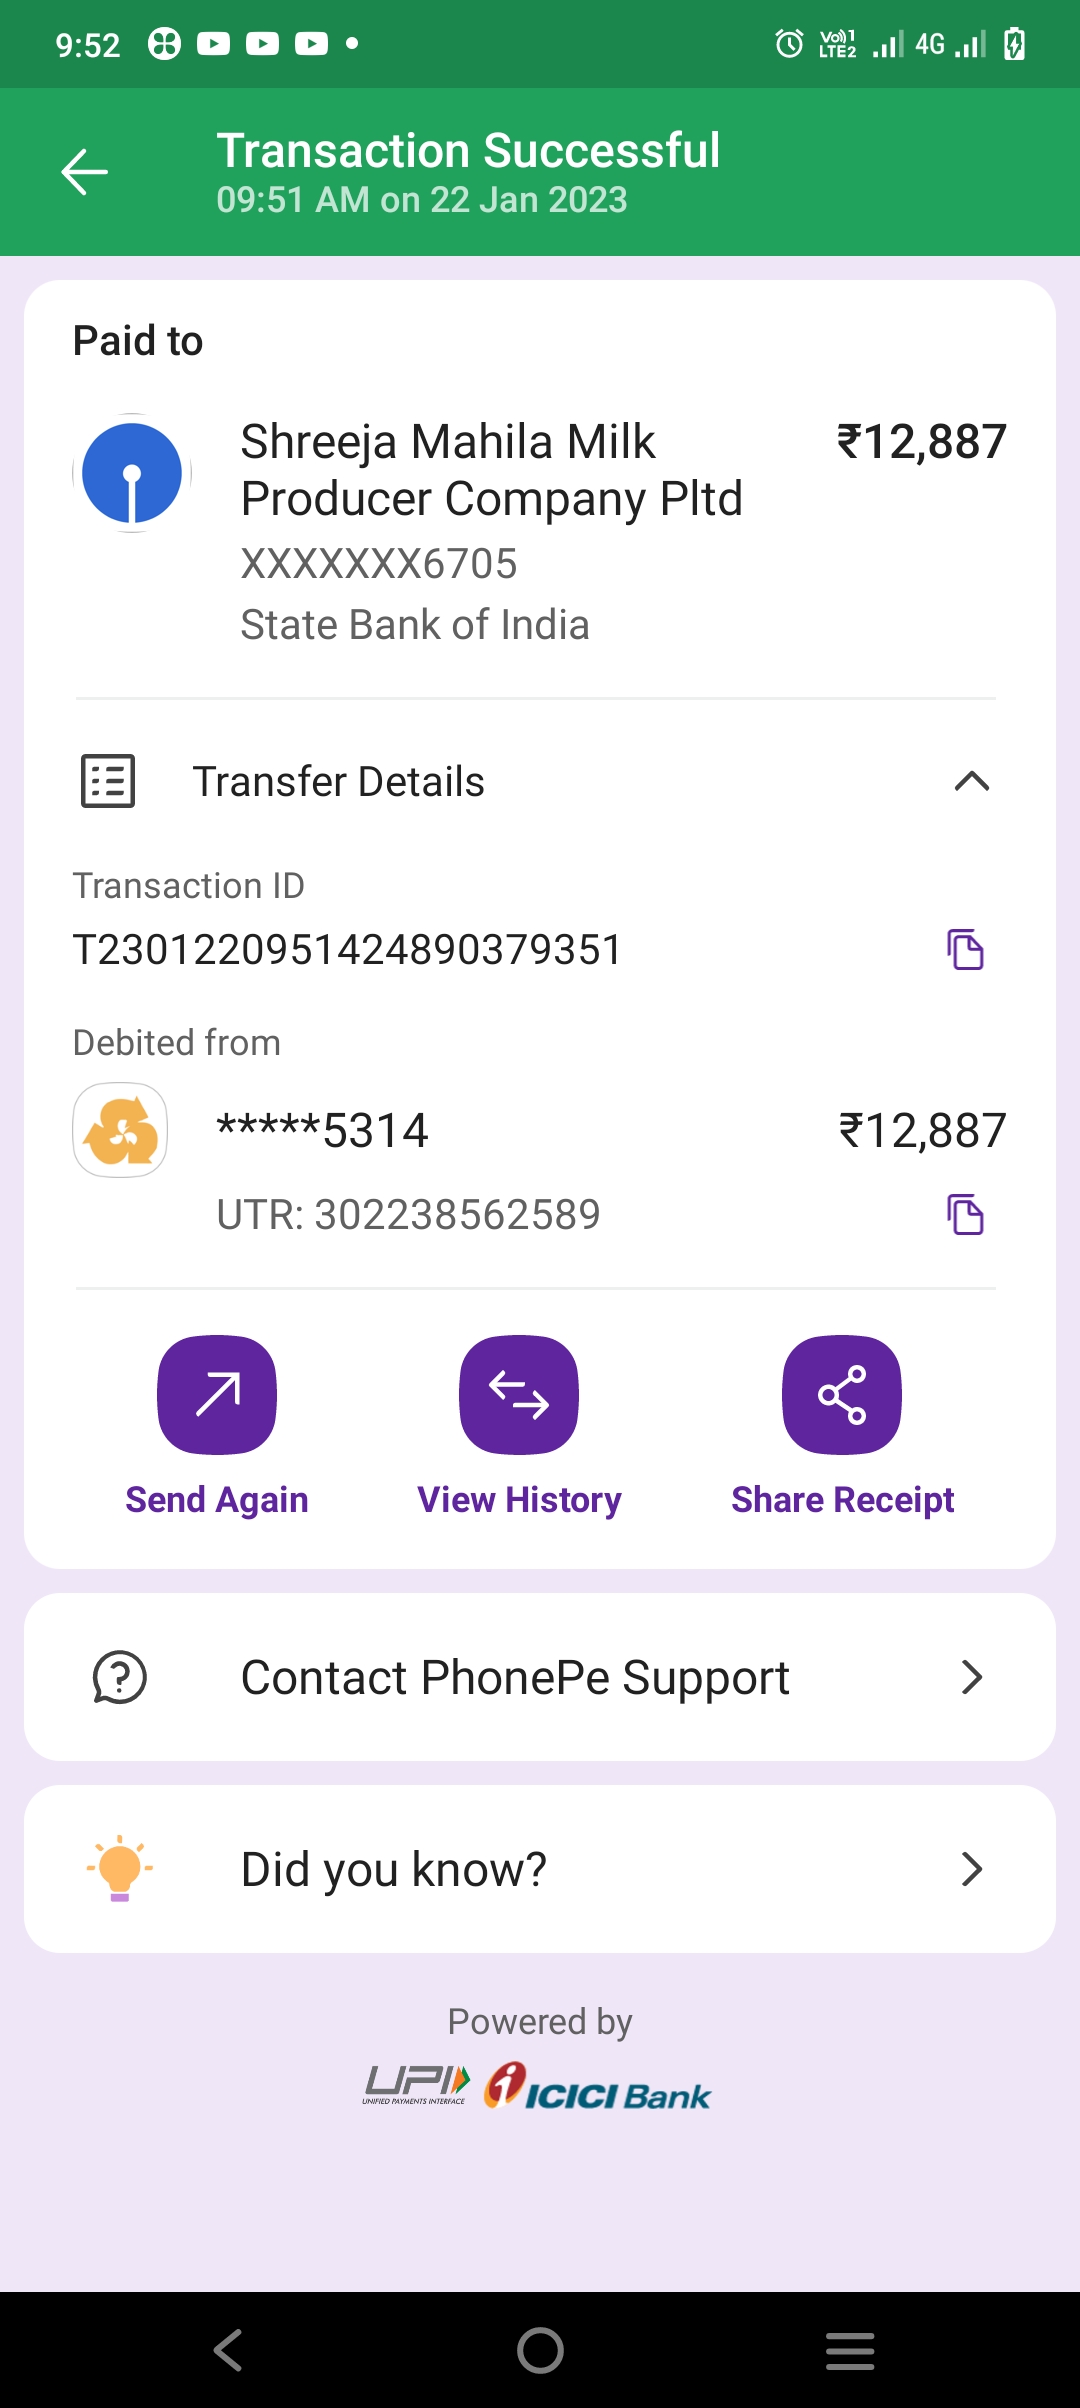 9:52
Vo))1
LTE2
4G
Transaction Successful
09:51 AM on 22 Jan 2023
Paid to
Shreeja Mahila Milk
₹12,887
Producer Company Pltd
XXXXXXX6705
State Bank of India
Transfer Details
Transaction ID
T2301220951424890379351
Debited from
*****5314
₹12,887
UTR: 302238562589
Send Again
View History
Share Receipt
Contact PhonePe Support
Did you know?
Powered by
UPI
UNIFIED PAYMENTS INTERFACE
ICICI Bank